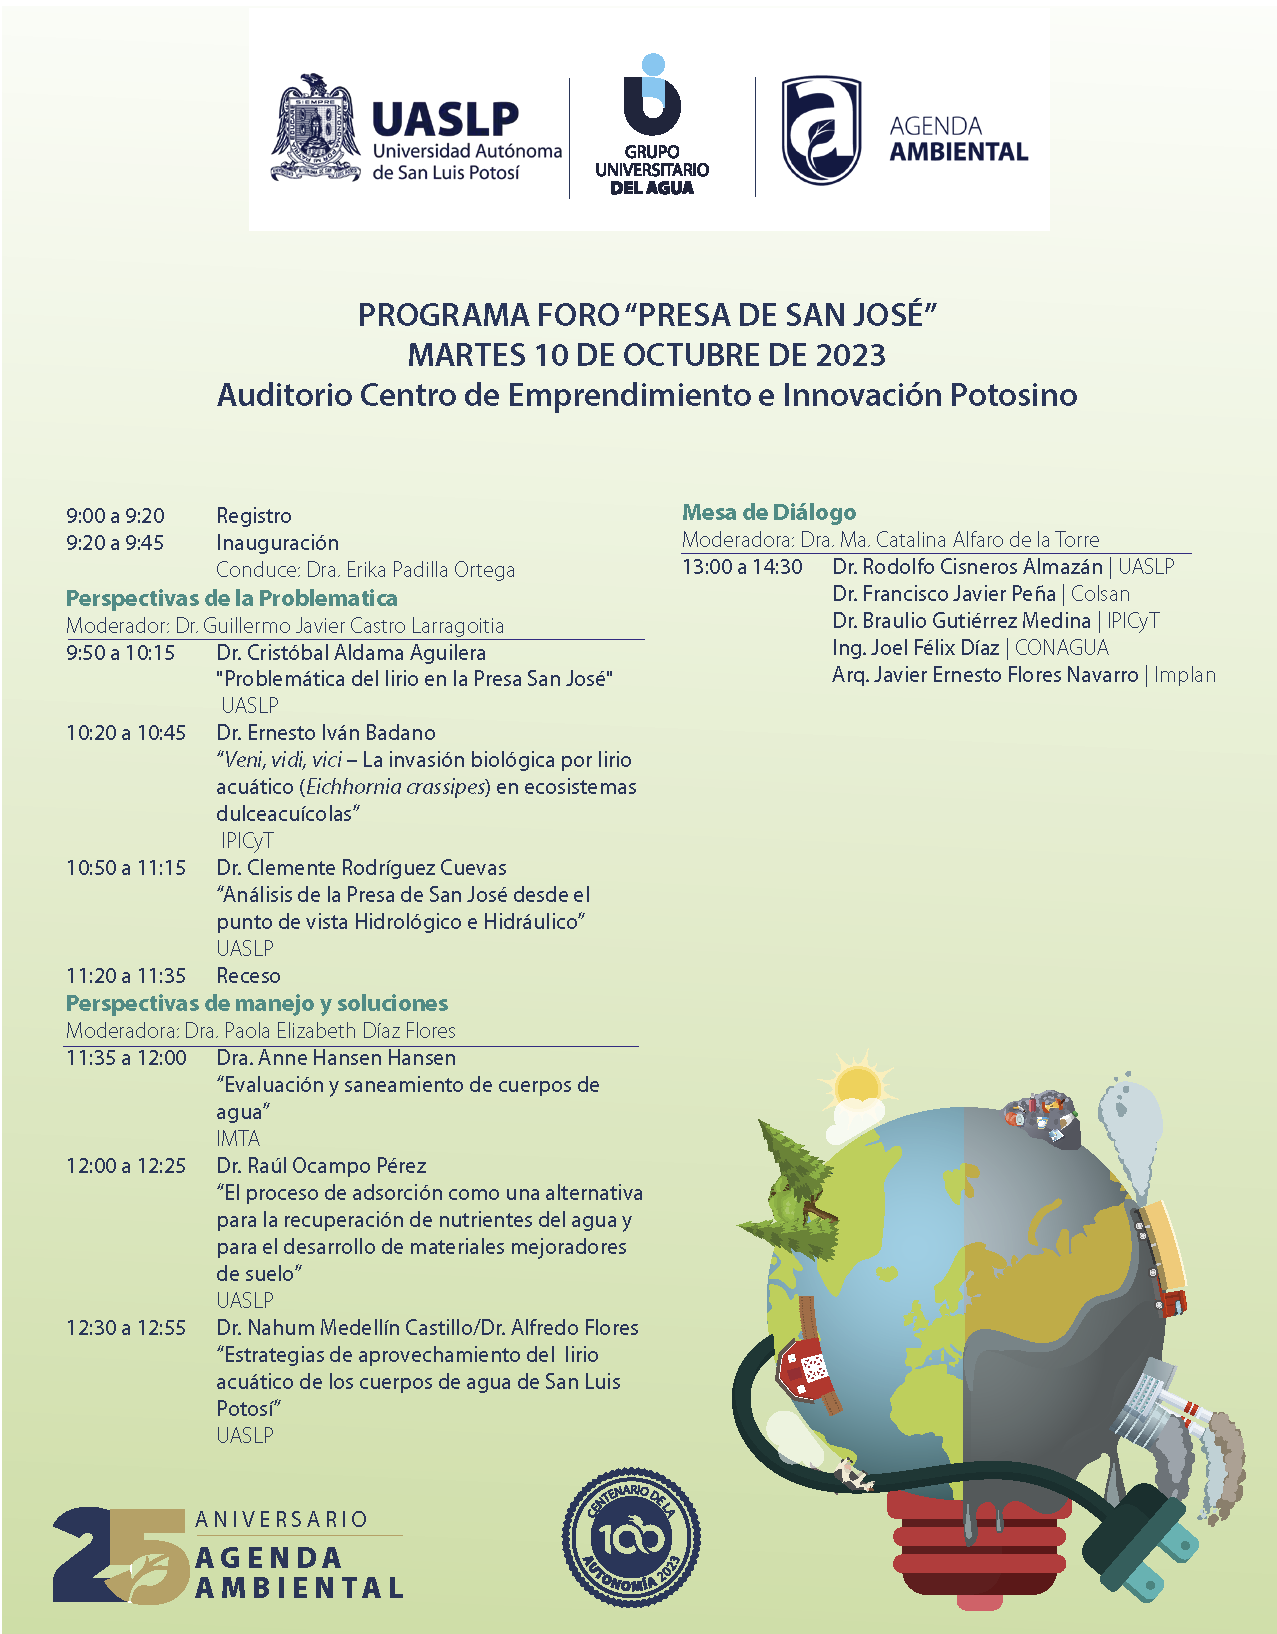 SIEMPRE AUTONOMA
UASLP
Universidad Autónoma
de San Luis Potosí
GRUPO
UNIVERSITARIO
DEL AGUA
AGENDA
AMBIENTAL
PROGRAMA FORO “PRESA DE SAN JOSÉ”
MARTES 10 DE OCTUBRE DE 2023
Auditorio Centro de Emprendimiento e Innovación Potosino
9:00 a 9:20 Registro
9:20 a 9:45 Inauguración
Conduce: Dra. Erika Padilla Ortega
Perspectivas de la Problematica
Moderador: Dr. Guillermo Javier Castro Larragoitia
9:50 a 10:15 Dr. Cristóbal Aldama Aguilera
"Problemática del lirio en la Presa San José"
UASLP
10:20 a 10:45 Dr. Ernesto Iván Badano
“Veni, vidi, vici – La invasión biológica por lirio
acuático (Eichhornia crassipes) en ecosistemas
dulceacuícolas”
IPICyT
10:50 a 11:15 Dr. Clemente Rodríguez Cuevas
“Análisis de la Presa de San José desde el
punto de vista Hidrológico e Hidráulico”
UASLP
11:20 a 11:35 Receso
Perspectivas de manejo y soluciones
Moderadora: Dra. Paola Elizabeth Díaz Flores
11:35 a 12:00 Dra. Anne Hansen Hansen
“Evaluación y saneamiento de cuerpos de
agua”
IMTA
12:00 a 12:25 Dr. Raúl Ocampo Pérez
“El proceso de adsorción como una alternativa
para la recuperación de nutrientes del agua y
para el desarrollo de materiales mejoradores
de suelo”
UASLP
12:30 a 12:55 Dr. Nahum Medellín Castillo/Dr. Alfredo Flores
“Estrategias de aprovechamiento del lirio
acuático de los cuerpos de agua de San Luis
Potosí”
UASLP
Mesa de Diálogo
Moderadora: Dra. Ma. Catalina Alfaro de la Torre
13:00 a 14:30 Dr. Rodolfo Cisneros Almazán | UASLP
Dr. Francisco Javier Peña | Colsan
Dr. Braulio Gutiérrez Medina | IPICyT
Ing. Joel Félix Díaz | CONAGUA
Arq. Javier Ernesto Flores Navarro | Implan
25 ANIVERSARIO
AGENDA
AMBIENTAL
CENTENARIO DE LA
100
AUTONOMÍA 2023